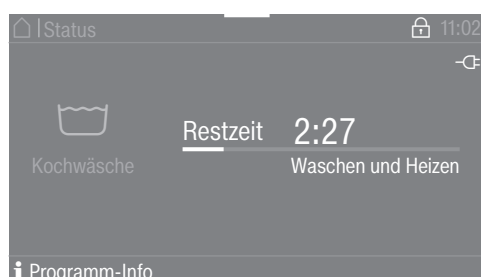 Status 11:02
Restzeit 2:27
Kochwäsche Waschen und Heizen
Programm-Info